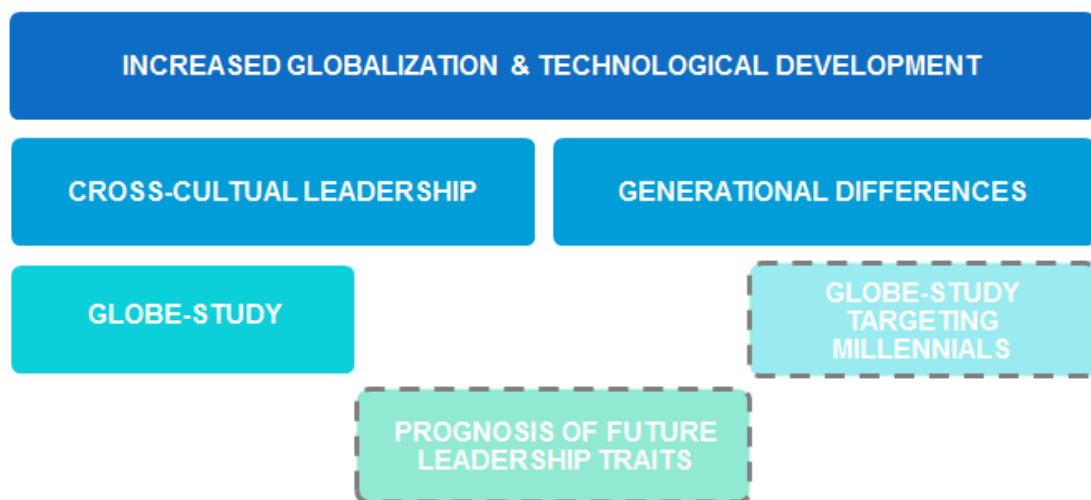 INCREASED GLOBALIZATION & TECHNOLOGICAL DEVELOPMENT
CROSS-CULTUAL LEADERSHIP
GENERATIONAL DIFFERENCES
GLOBE-STUDY
GLOBE-STUDY
TARGETING
MILLENNIALS
PROGNOSIS OF FUTURE
LEADERSHIP TRAITS